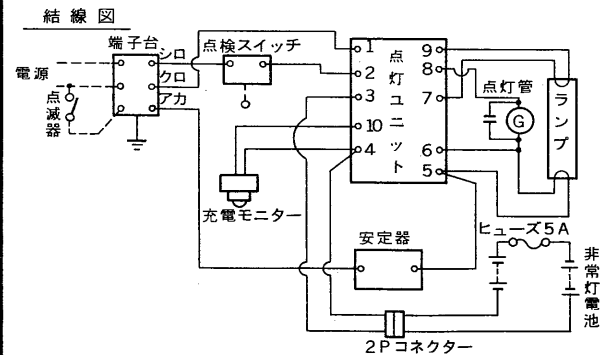 結線図
端子台
シロ
クロ
アカ
電源
点滅器
点検スイッチ
充電モニター
点灯ユニット
1
2
3
10
4
9
8
7
6
5
点灯管
G
ランプ
安定器
ヒューズ5A
非常灯電池
2Pコネクター